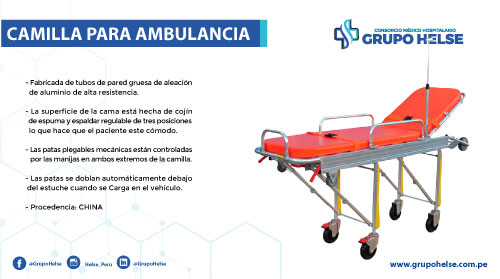 CAMILLA PARA AMBULANCIA
CONSORCIO MÉDICO HOSPITALARIO
GRUPO HELSE
- Fabricada de tubos de pared gruesa de aleación
de aluminio de alta resistencia.
- La superficie de la cama está hecha de cojín
de espuma y espaldar regulable de tres posiciones
lo que hace que el paciente este cómodo.
- Las patas plegables mecánicas están controladas
por las manijas en ambos extremos de la camilla.
- Las patas se doblan automáticamente debajo
del estuche cuando se Carga en el vehículo.
- Procedencia: CHINA
@GrupoHelse
Helse_Peru
@GrupoHelse
www.grupohelse.com.pe